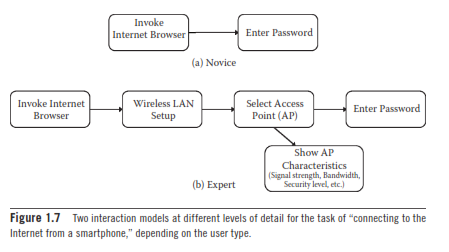 Invoke
Internet Browser
Enter Password
(a) Novice
Invoke Internet
Browser
Wireless LAN
Setup
Select Access
Point (AP)
Enter Password
Show AP
Characteristics
(Signal strength, Bandwidth,
Security level, etc.)
(b) Expert
Figure 1.7 Two interaction models at different levels of detail for the task of “connecting to the
Internet from a smartphone,” depending on the user type.